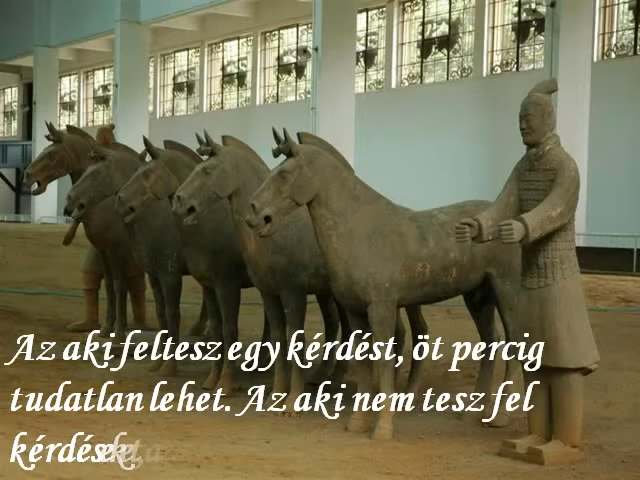 Az aki feltesz egy kérdést, öt percig
tudatlan lehet. Az aki nem tesz fel